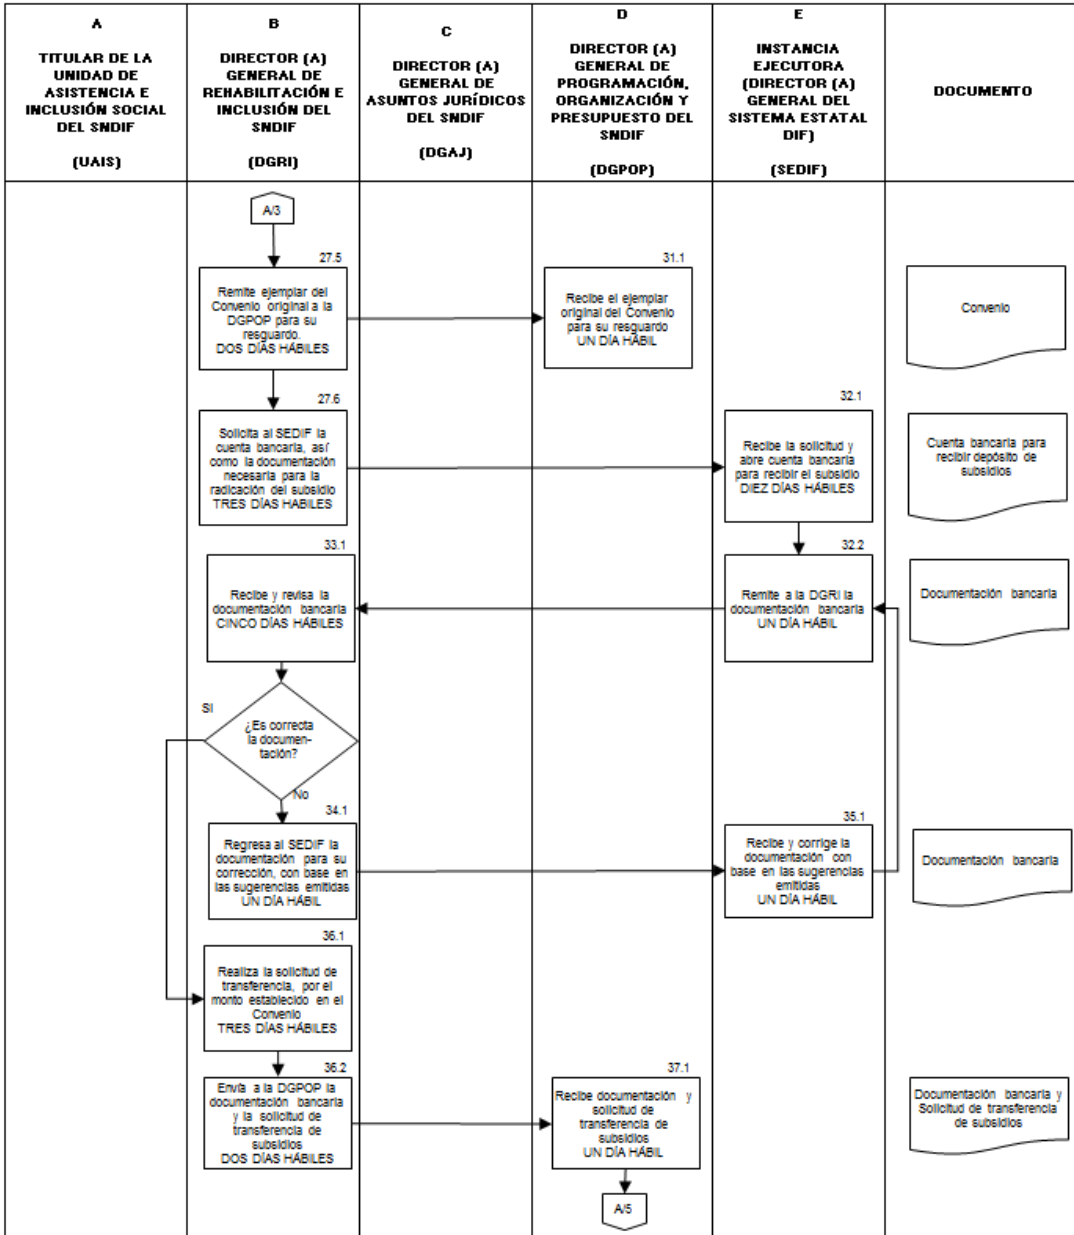 A
TITULAR DE LA
UNIDAD DE
ASISTENCIA E
INCLUSIÓN SOCIAL
DEL SNDIF
(UAIS)
B
DIRECTOR (A)
GENERAL DE
REHABILITACIÓN E
INCLUSIÓN DEL
SNDIF
(DGRI)
C
DIRECTOR (A)
GENERAL DE
ASUNTOS JURÍDICOS
DEL SNDIF
(DGAJ)
D
DIRECTOR (A)
GENERAL DE
PROGRAMACIÓN,
ORGANIZACIÓN Y
PRESUPUESTO DEL
SNDIF
(DGPOP)
E
INSTANCIA
EJECUTORA
(DIRECTOR (A)
GENERAL DEL
SISTEMA ESTATAL
DIF)
(SEDIF)
DOCUMENTO
A/3
27.5
Remite ejemplar del
Convenio original a la
DGPOP para su
resguardo.
DOS DÍAS HÁBILES
31.1
Recibe el ejemplar
original del Convenio
para su resguardo
UN DÍA HÁBIL
Convenio
27.6
Solicita al SEDIF la
cuenta bancaria, así
como la documentación
necesaria para la
radicación del subsidio
TRES DÍAS HABILES
32.1
Recibe la solicitud y
abre cuenta bancaria
para recibir el subsidio
DIEZ DÍAS HÁBILES
Cuenta bancaria para
recibir depósito de
subsidios
33.1
Recibe y revisa la
documentación bancaria
CINCO DÍAS HÁBILES
32.2
Remite a la DGRI la
documentación bancaria
UN DÍA HÁBIL
Documentación bancaria
SI
¿Es correcta
la documen-
tación?
No
34.1
Regresa al SEDIF la
documentación para su
corrección, con base en
las sugerencias emitidas
UN DÍA HÁBIL
35.1
Recibe y corrige la
documentación con
base en las sugerencias
emitidas
UN DÍA HÁBIL
Documentación bancaria
36.1
Realiza la solicitud de
transferencia, por el
monto establecido en el
Convenio
TRES DÍAS HÁBILES
36.2
Envía a la DGPOP la
documentación bancaria
y la solicitud de
transferencia de
subsidios
DOS DÍAS HÁBILES
37.1
Recibe documentación y
solicitud de
transferencia de
subsidios
UN DÍA HÁBIL
Documentación bancaria y
Solicitud de transferencia
de subsidios
A/5